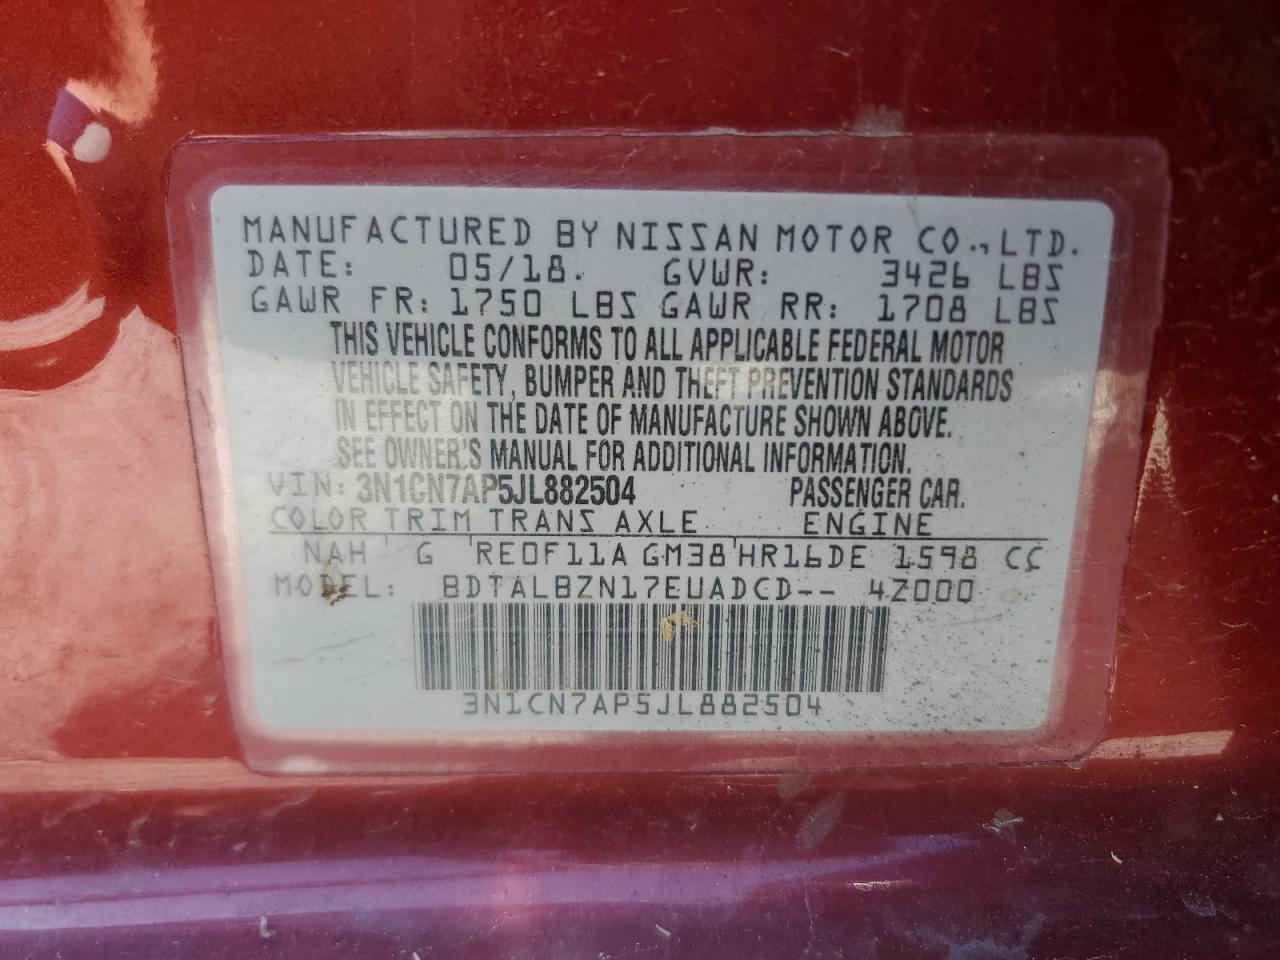 MANUFACTURED BY NISSAN MOTOR CO., LTD.
DATE: 05/18. GVWR: 3426 LBS
GAWR FR: 1750 LBS GAWR RR: 1708 LBS
THIS VEHICLE CONFORMS TO ALL APPLICABLE FEDERAL MOTOR
VEHICLE SAFETY, BUMPER AND THEFT PREVENTION STANDARDS
IN EFFECT ON THE DATE OF MANUFACTURE SHOWN ABOVE.
SEE OWNER'S MANUAL FOR ADDITIONAL INFORMATION.
VIN: 3N1CN7AP5JL882504 PASSENGER CAR.
COLOR TRIM TRANS AXLE ENGINE
NAH G RE0F11A GM38 HR16DE 1598 CC
MODEL: BDTALBZN17EUADCD-- 4Z000
3N1CN7AP5JL882504